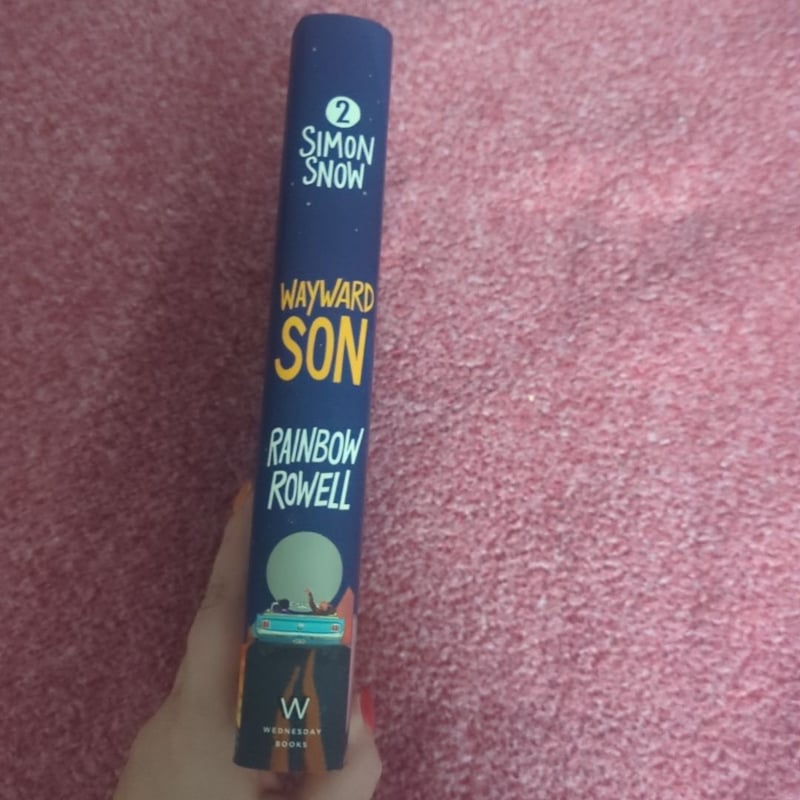 2
SIMON
SNOW
WAYWARD
SON
RAINBOW
ROWELL
W
WEDNESDAY
BOOKS